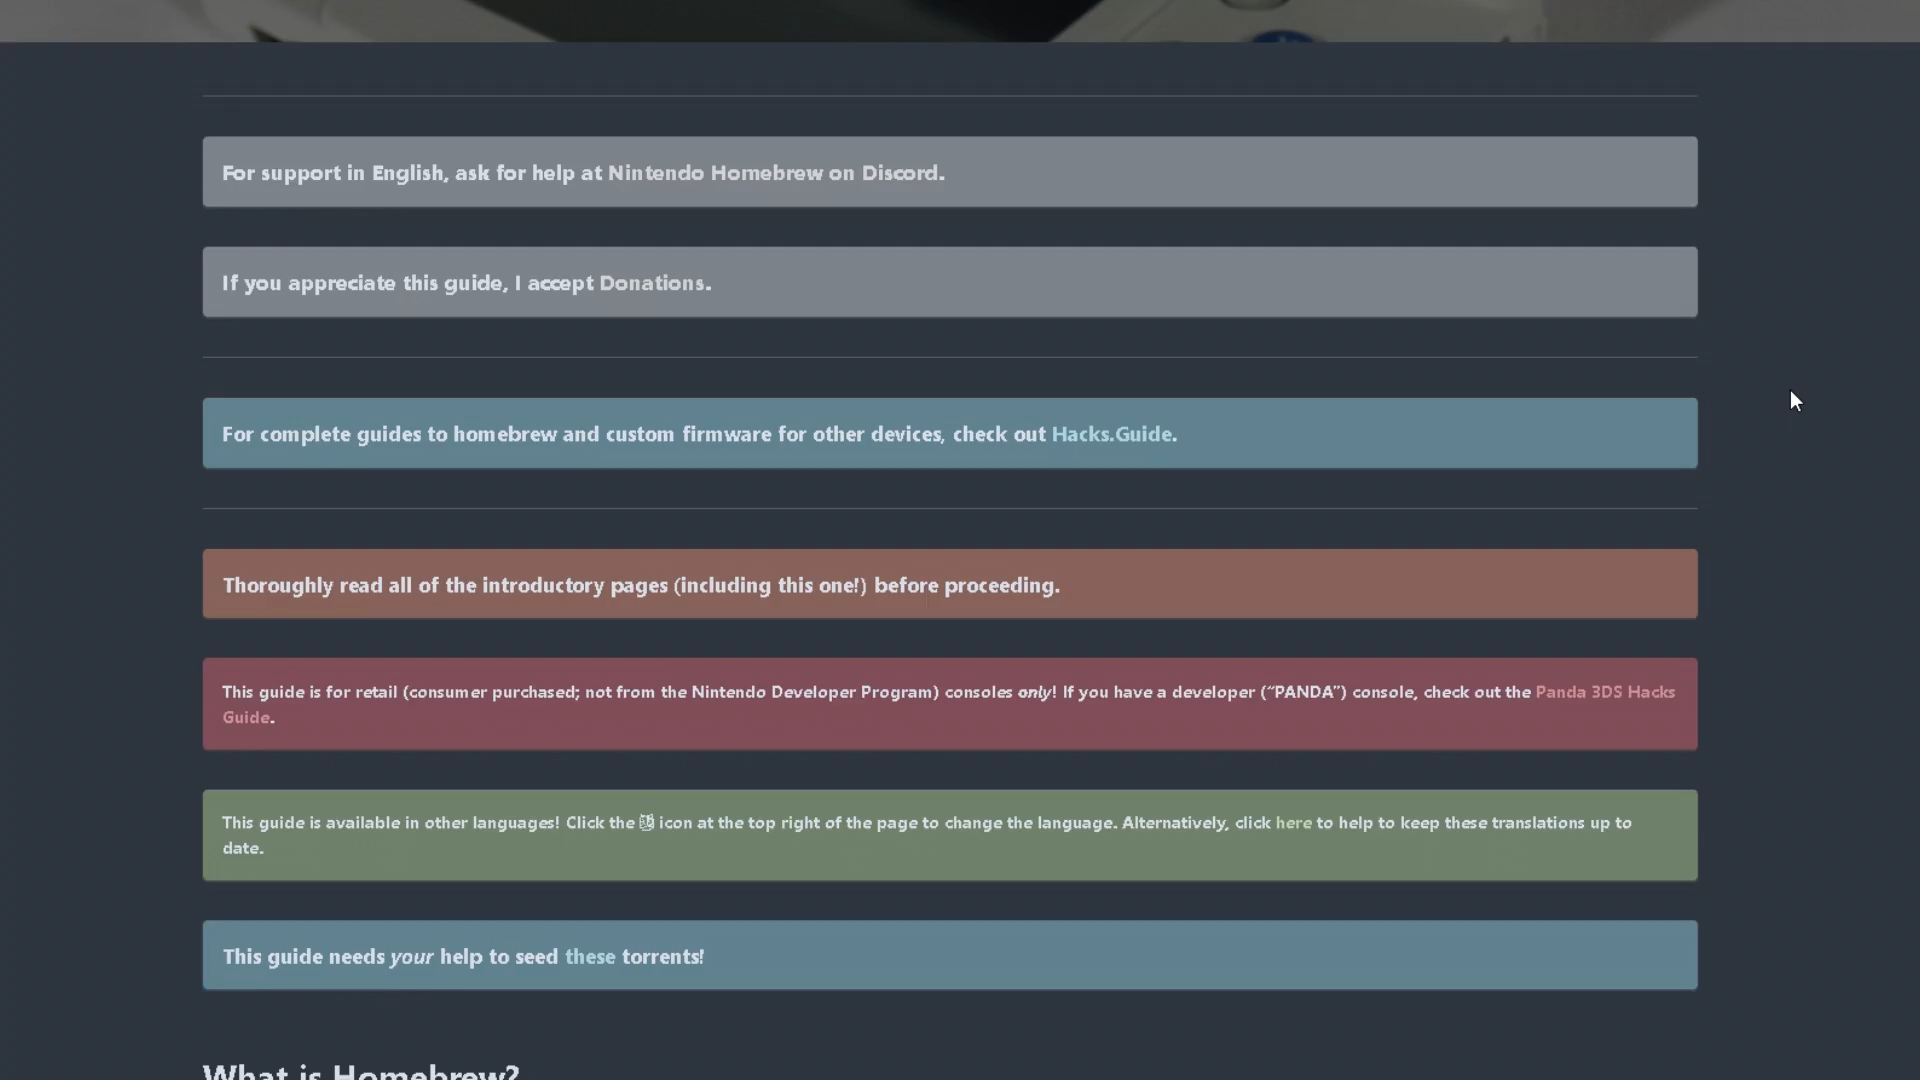 For support in English, ask for help at Nintendo Homebrew on Discord.
If you appreciate this guide, I accept Donations.
For complete guides to homebrew and custom firmware for other devices, check out Hacks.Guide.
Thoroughly read all of the introductory pages (including this one!) before proceeding.
This guide is for retail (consumer purchased; not from the Nintendo Developer Program) consoles only! If you have a developer (“PANDA”) console, check out the Panda 3DS Hacks
Guide.
This guide is available in other languages! Click the icon at the top right of the page to change the language. Alternatively, click here to help to keep these translations up to
date.
This guide needs your help to seed these torrents!
What is Homebrew?